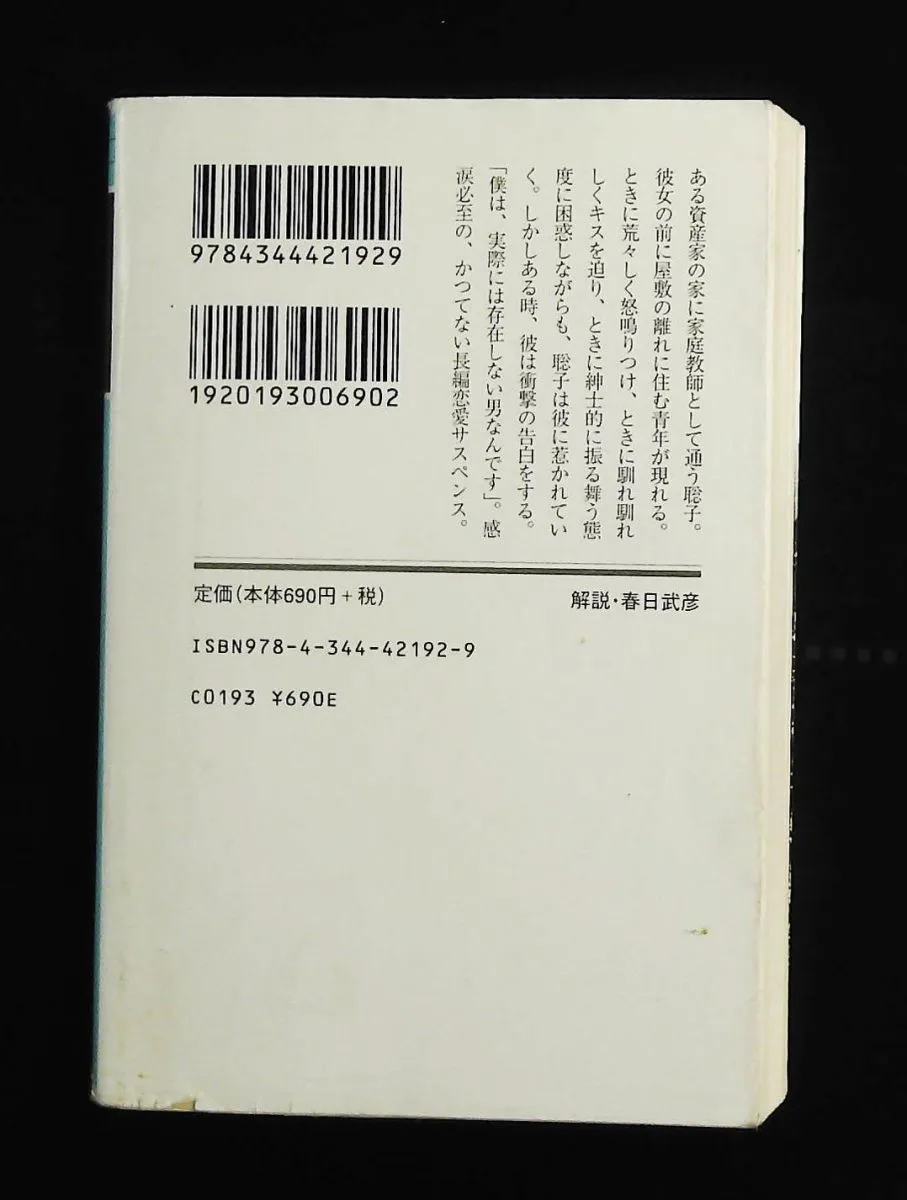 ある資産家の家に家庭教師として通う聡子。
彼女の前に屋敷の離れに住む青年が現れる。
ときに荒々しく怒鳴りつけ、ときに馴れ馴れ
しくキスを迫り、ときに紳士的に振る舞う態
度に困惑しながらも、聡子は彼に惹かれてい
く。しかしある時、彼は衝撃の告白をする。
「僕は、実際には存在しない男なんです」。感
涙必至の、かつてない長編恋愛サスペンス。
9784344421929
1920193006902
定価(本体690円+税)
解説・春日武彦
ISBN978-4-344-42192-9
C0193 ¥690E